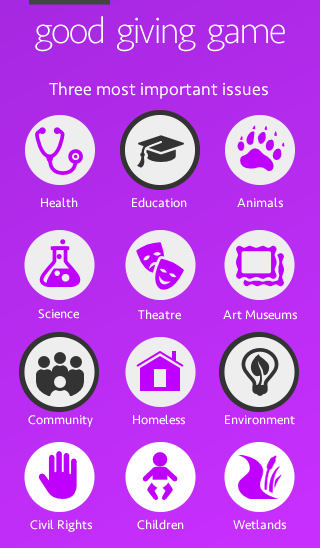 good giving game
Three most important issues
Health Education Animals
Science Theatre Art Museums
Community Homeless Environment
Civil Rights Children Wetlands